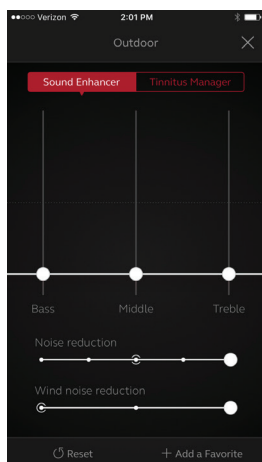 Verizon 2:01 PM
Outdoor
Sound Enhancer Tinnitus Manager
Bass Middle Treble
Noise reduction
Wind noise reduction
Reset + Add a Favorite